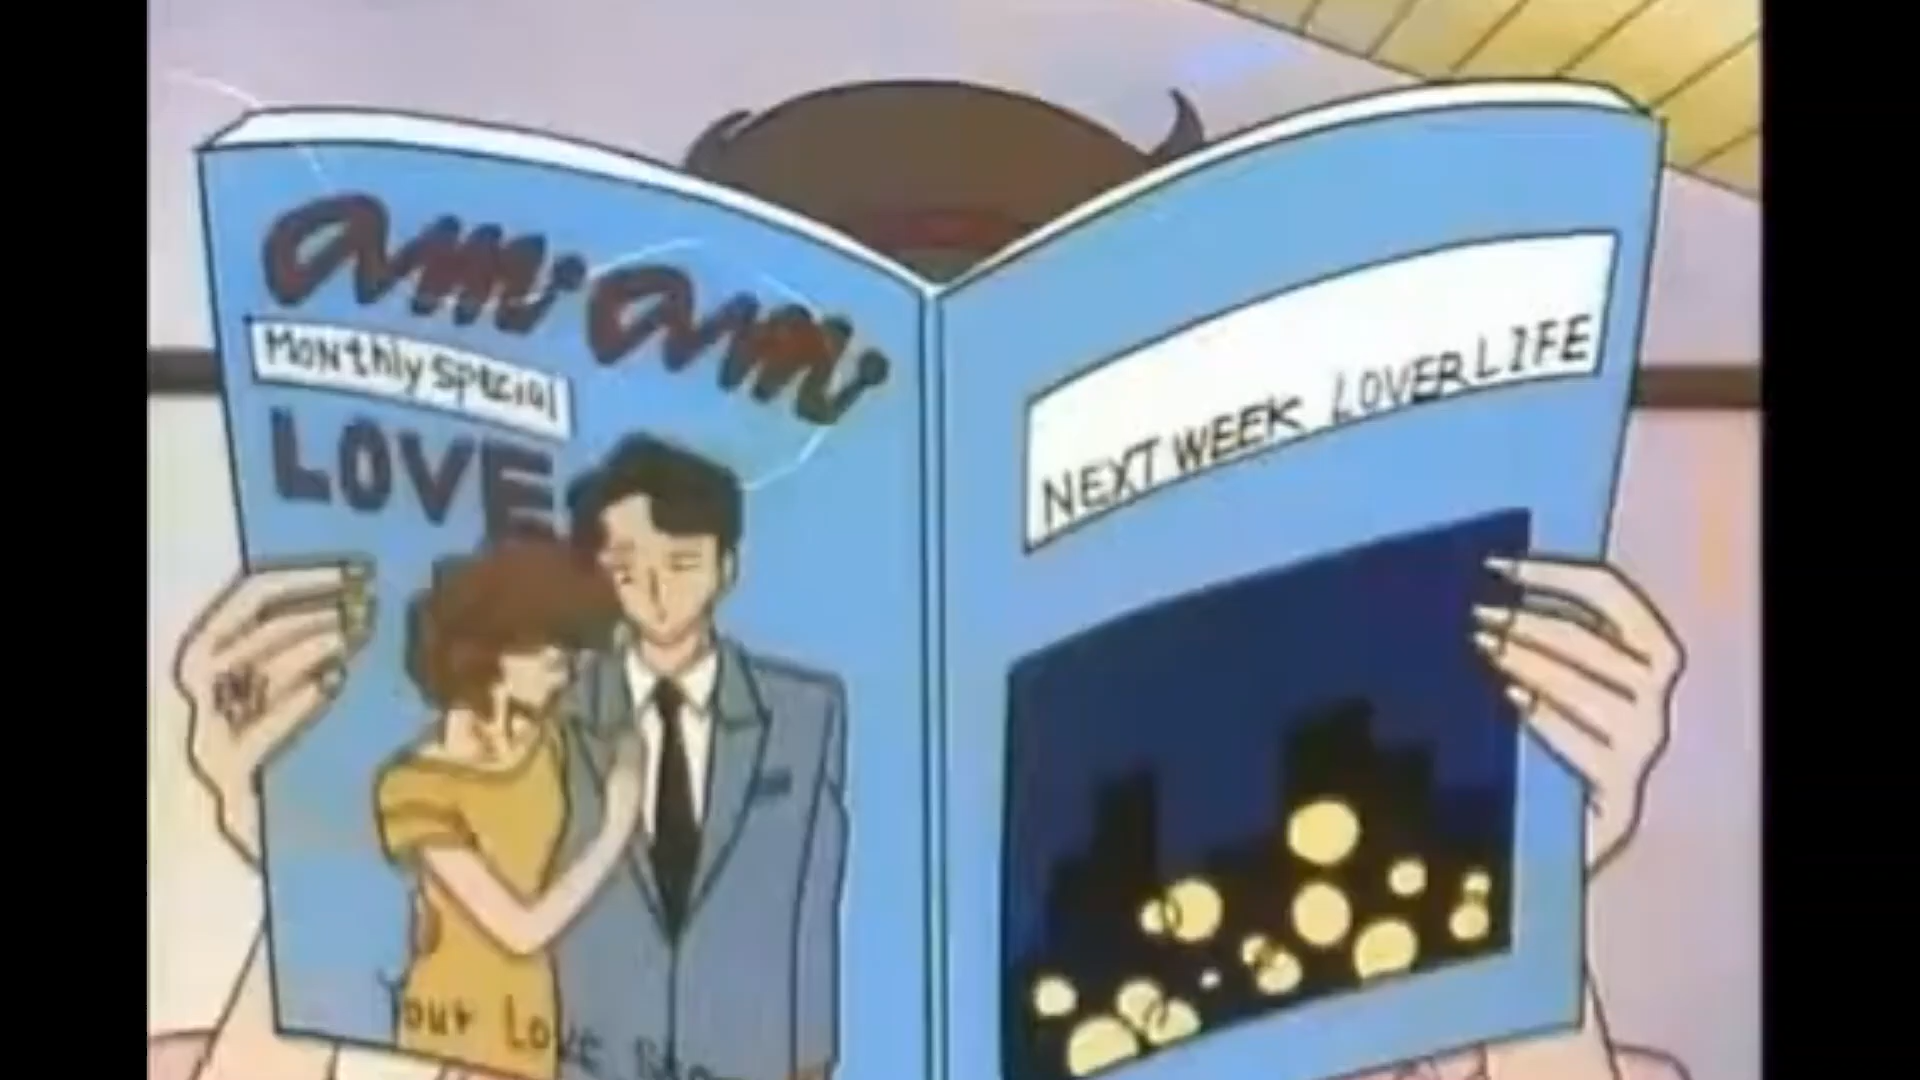 am am
Monthly Special
LOVE
Your Love
NEXT WEEK LOVER LIFE